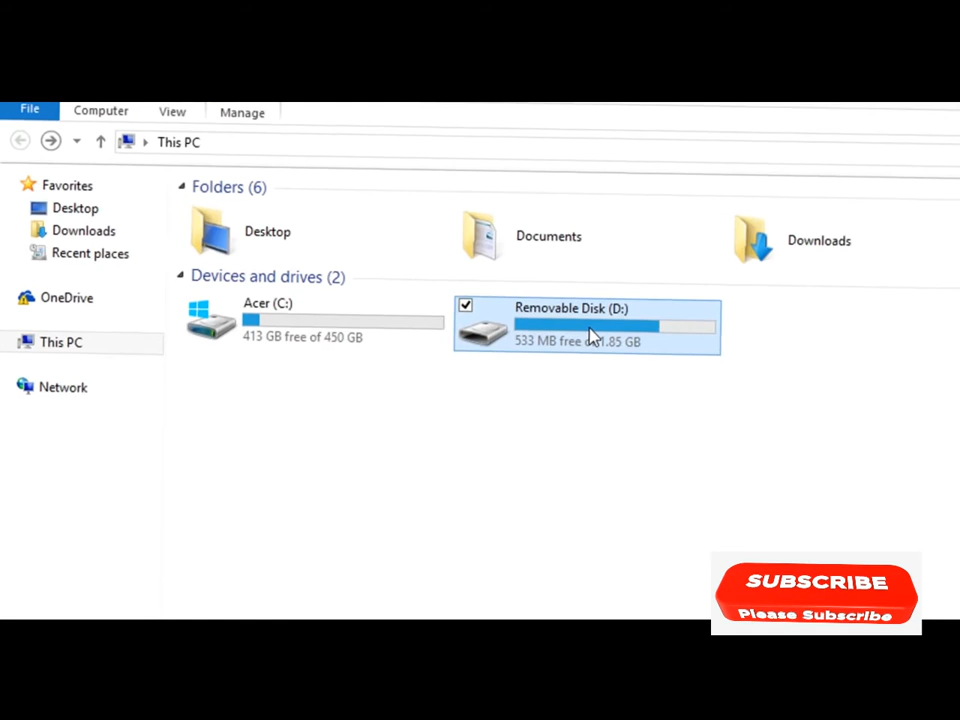 File Computer View Manage
This PC
Favorites
Desktop
Downloads
Recent places
OneDrive
This PC
Network
Folders (6)
Desktop Documents Downloads
Devices and drives (2)
Acer (C:)
413 GB free of 450 GB
Removable Disk (D:)
533 MB free of 1.85 GB
SUBSCRIBE
Please Subscribe